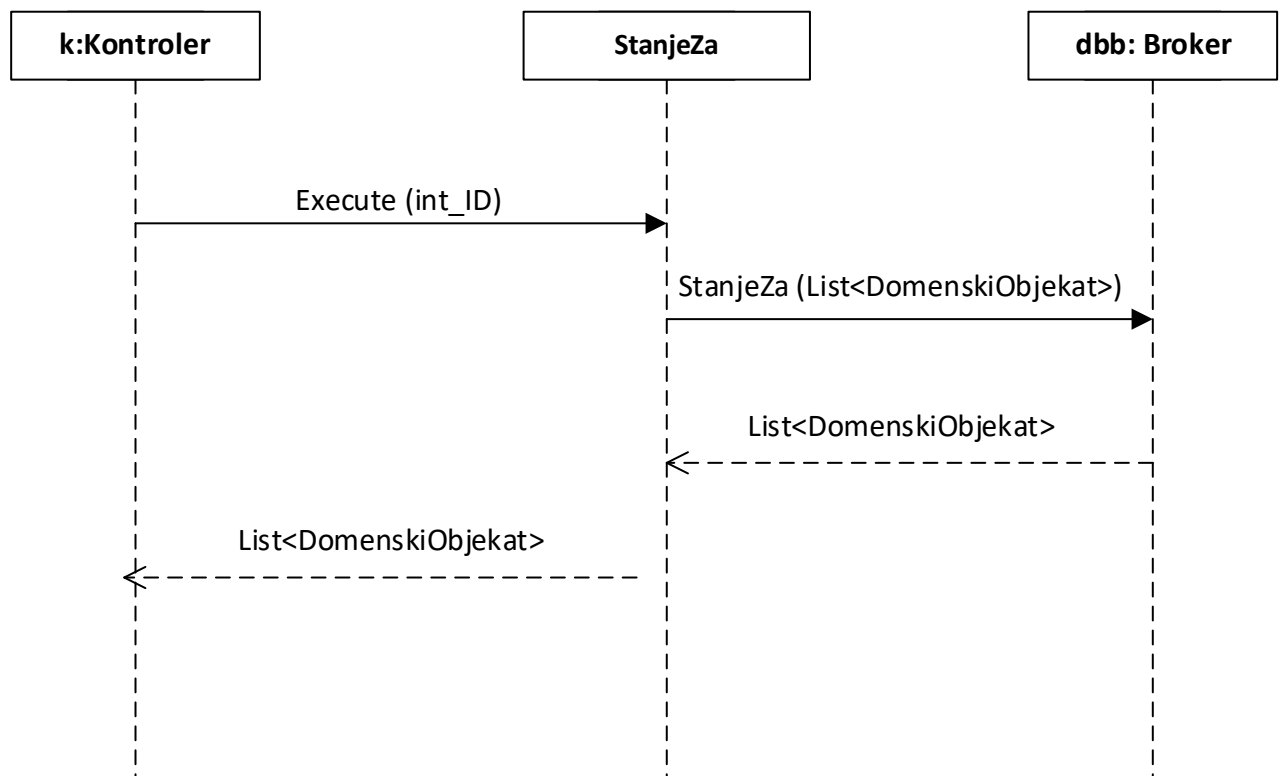 k:Kontroler
StanjeZa
dbb: Broker
Execute (int_ID)
StanjeZa (List<DomenskiObjekat>)
List<DomenskiObjekat>
List<DomenskiObjekat>